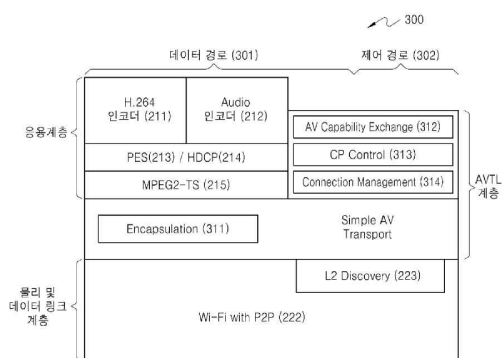 300
데이터 경로 (301)
제어 경로 (302)
응용계층
H.264
인코더 (211)
Audio
인코더 (212)
PES(213) / HDCP(214)
MPEG2-TS (215)
AV Capability Exchange (312)
CP Control (313)
Connection Management (314)
AVTL
계층
Encapsulation (311)
Simple AV
Transport
물리 및
데이터 링크
계층
L2 Discovery (223)
Wi-Fi with P2P (222)